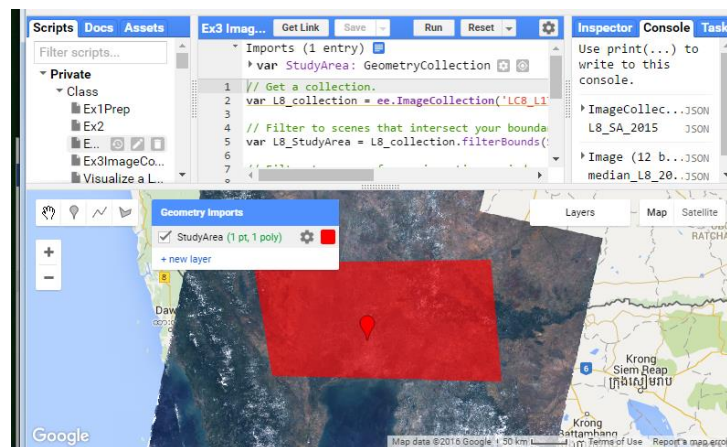 Scripts Docs Assets
Filter scripts...
Private
Class
Ex1Prep
Ex2
E...
Ex3ImageCo...
Visualize a L...
Ex3 Imag...
Get Link
Save
Run
Reset
Imports (1 entry)
var StudyArea: GeometryCollection
1 // Get a collection.
2 var L8_collection = ee.ImageCollection('LC8_L1
3
4 // Filter to scenes that intersect your bounda
5 var L8_StudyArea = L8_collection.filterBounds(
6
Inspector Console Task
Use print(...) to
write to this
console.
ImageCollec...JSON
L8_SA_2015
Image (12 b...JSON
median_L8_20..
Geometry Imports
StudyArea (1 pt, 1 poly)
+ new layer
Layers
Map Satellite
+
−
8
Daw
RATCHA
Krong
Siem Reap
ក្រុងសៀមរាប
6
Krong
Battambang
Google
Map data ©2016 Google
50 km
Terms of Use
Report a map error